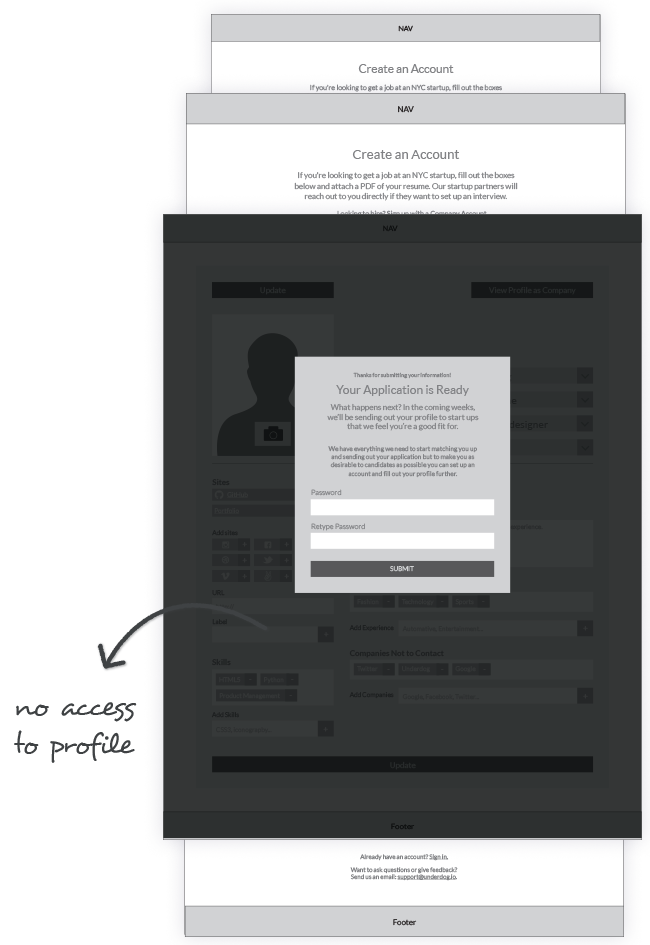 NAV
Create an Account
If you're looking to get a job at an NYC startup, fill out the boxes
NAV
Create an Account
If you're looking to get a job at an NYC startup, fill out the boxes
below and attach a PDF of your resume. Our startup partners will
reach out to you directly if they want to set up an interview.
Looking to hire? Sign up with a Company Account
NAV
Update
View Profile as Company
Thanks for submitting your information!
Your Application is Ready
What happens next? In the coming weeks,
we'll be sending out your profile to start ups
that we feel you're a good fit for.
We have everything we need to start matching you up
and sending out your application but to make you as
desirable to candidates as possible you can set up an
account and fill out your profile further.
Password
Retype Password
SUBMIT
designer
Sites
Add sites
URL
Label
Add Experience
Skills
Companies Not to Contact
Add Companies
Add Skills
Update
no access
to profile
Footer
Already have an account? Sign in.
Want to ask questions or give feedback?
Send us an email: support@underdog.io.
Footer